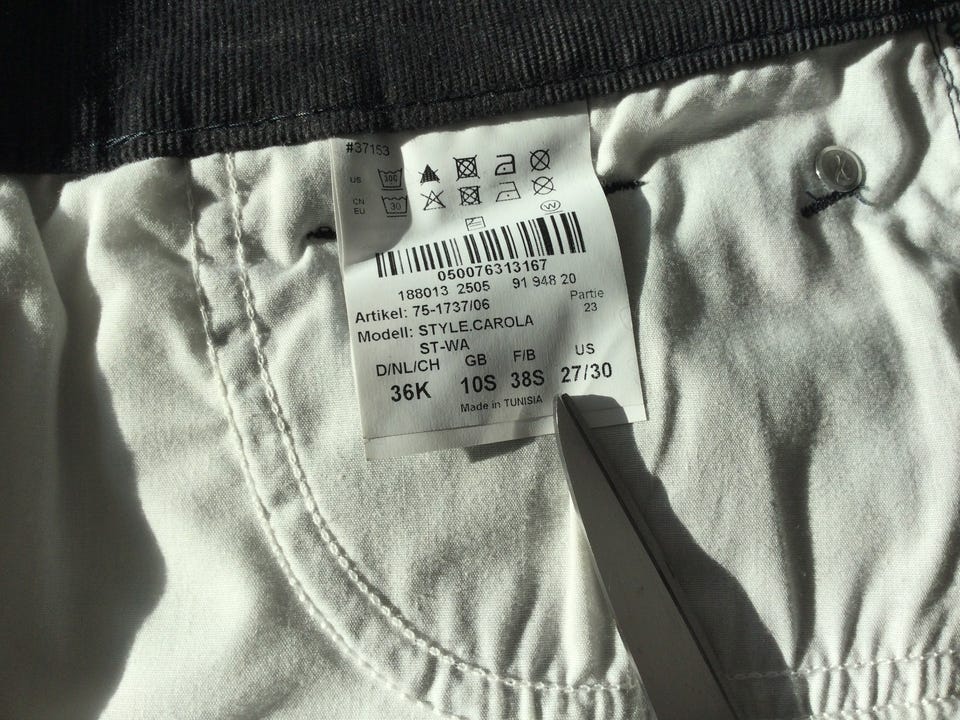 #37153
US 100
CN
EU 30
W
050076313167
188013 2505 91 948 20
Artikel: 75-1737/06 Partie
23
Modell: STYLE.CAROLA
ST-WA
D/NL/CH GB F/B US
36K 10S 38S 27/30
Made in TUNISIA